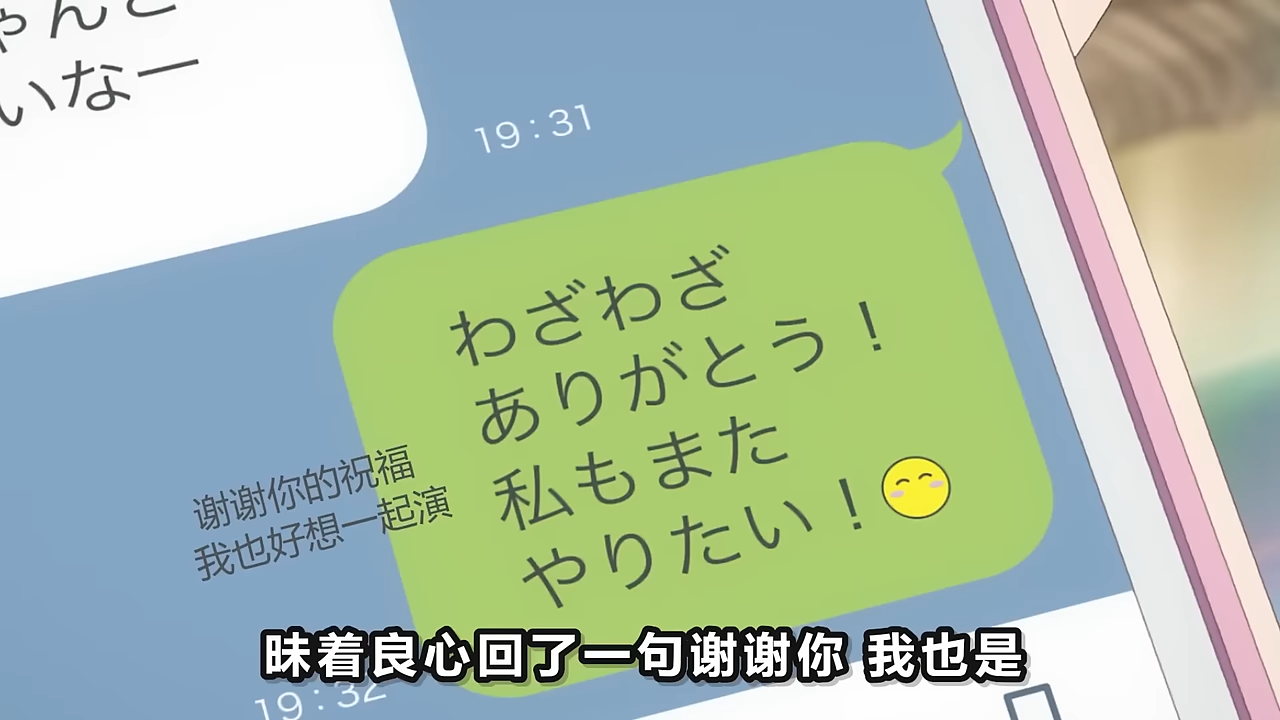 ゃんと
いなー
19:31
わざわざ
ありがとう！
私もまた
やりたい！
谢谢你的祝福
我也好想一起演
昧着良心回了一句谢谢你 我也是
19:32